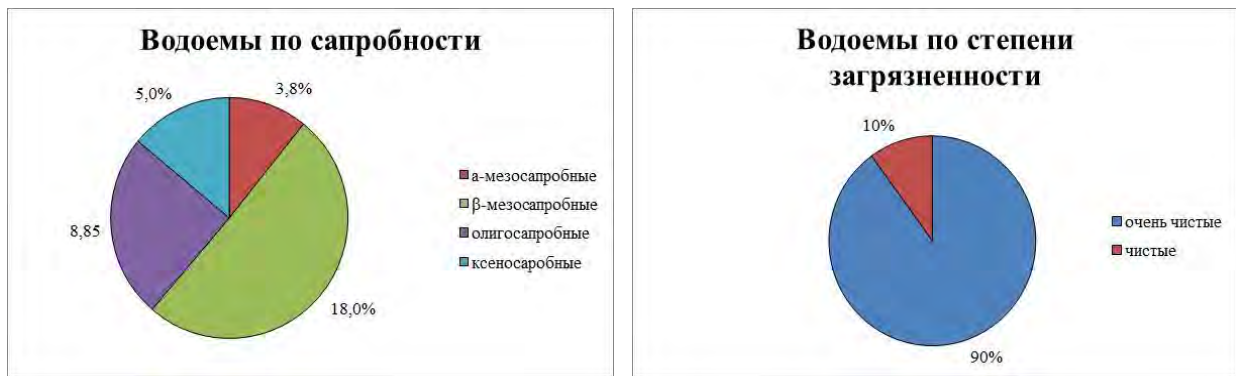 Водоемы по сапробности
5,0%
3,8%
8,85
18,0%
а-мезосапробные
β-мезосапробные
олигосапробные
ксеносаробные
Водоемы по степени
загрязненности
10%
90%
очень чистые
чистые